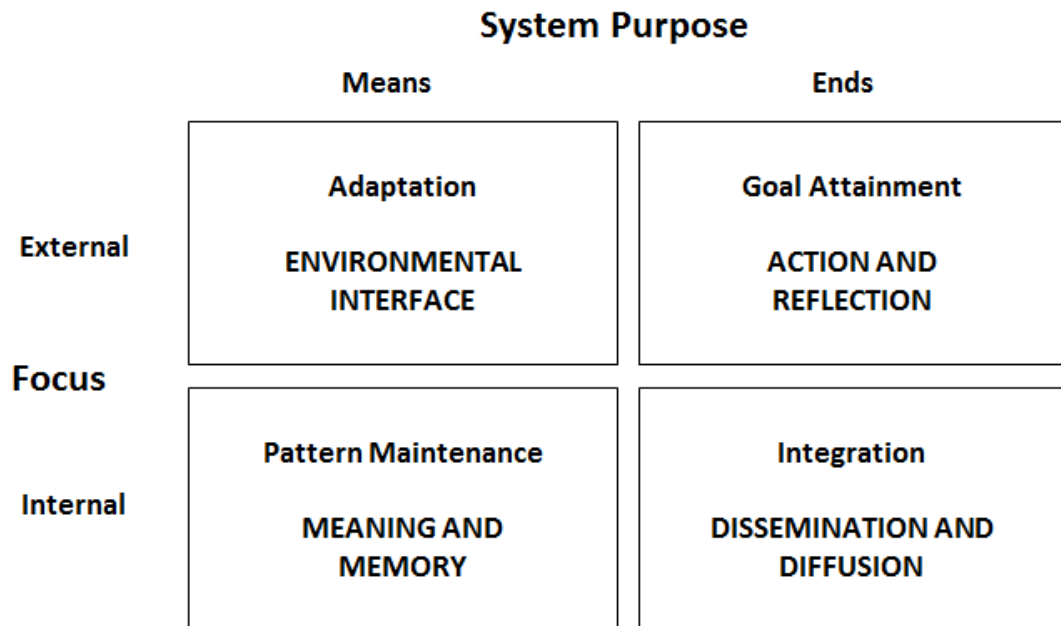 System Purpose
Means
Ends
External
Adaptation
ENVIRONMENTAL
INTERFACE
Goal Attainment
ACTION AND
REFLECTION
Focus
Internal
Pattern Maintenance
MEANING AND
MEMORY
Integration
DISSEMINATION AND
DIFFUSION